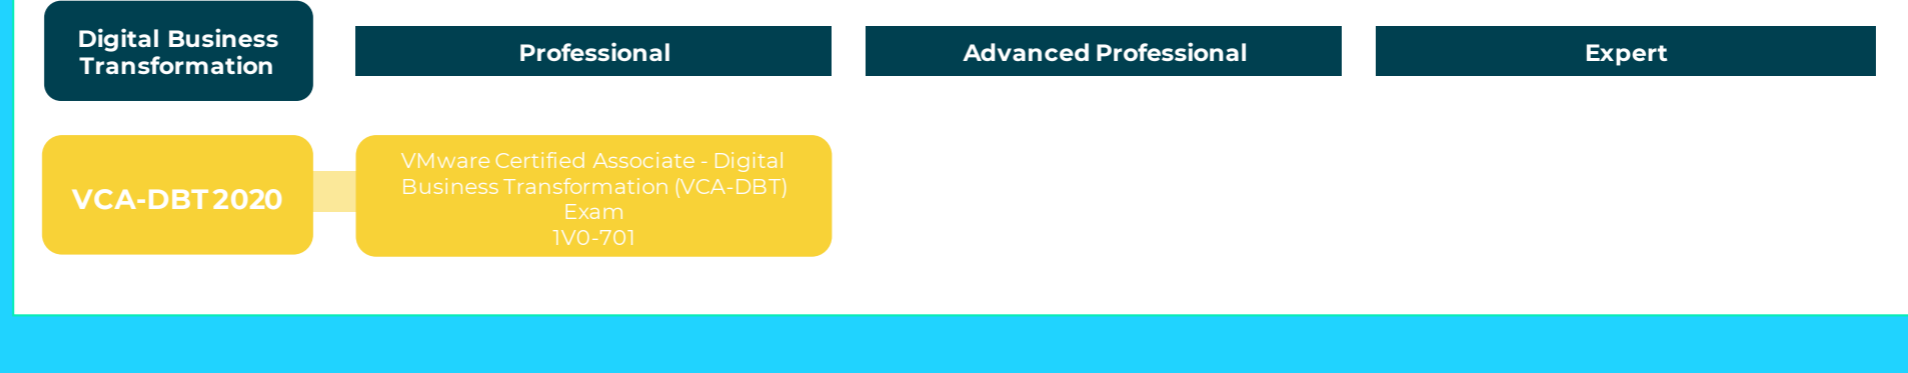 Digital Business
Transformation
Professional
Advanced Professional
Expert
VCA-DBT 2020
VMware Certified Associate - Digital
Business Transformation (VCA-DBT)
Exam
1V0-701